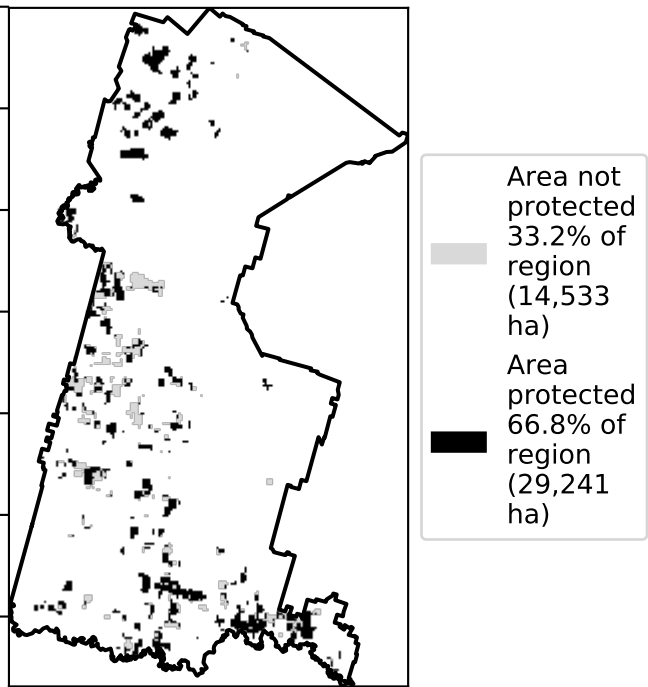 Area not
protected
33.2% of
region
(14,533
ha)
Area
protected
66.8% of
region
(29,241
ha)